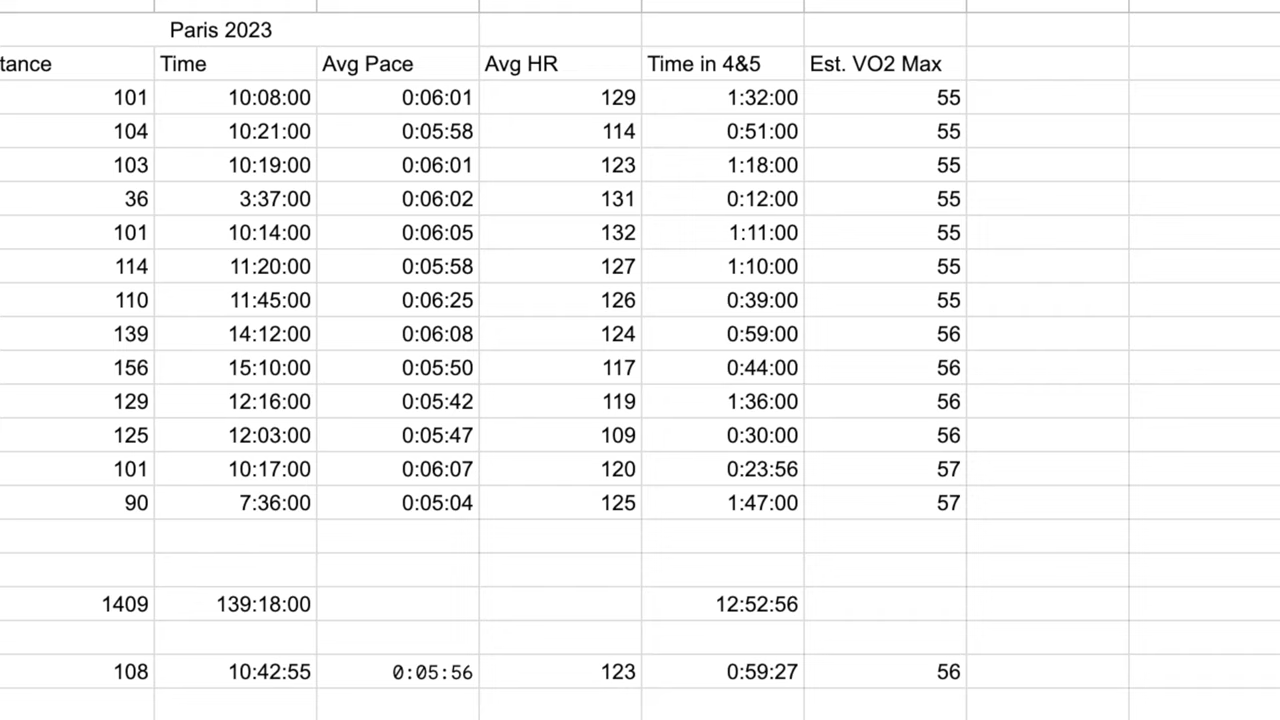 Paris 2023
tance Time Avg Pace Avg HR Time in 4&5 Est. VO2 Max
101 10:08:00 0:06:01 129 1:32:00 55
104 10:21:00 0:05:58 114 0:51:00 55
103 10:19:00 0:06:01 123 1:18:00 55
36 3:37:00 0:06:02 131 0:12:00 55
101 10:14:00 0:06:05 132 1:11:00 55
114 11:20:00 0:05:58 127 1:10:00 55
110 11:45:00 0:06:25 126 0:39:00 55
139 14:12:00 0:06:08 124 0:59:00 56
156 15:10:00 0:05:50 117 0:44:00 56
129 12:16:00 0:05:42 119 1:36:00 56
125 12:03:00 0:05:47 109 0:30:00 56
101 10:17:00 0:06:07 120 0:23:56 57
90 7:36:00 0:05:04 125 1:47:00 57
1409 139:18:00 12:52:56
108 10:42:55 0:05:56 123 0:59:27 56